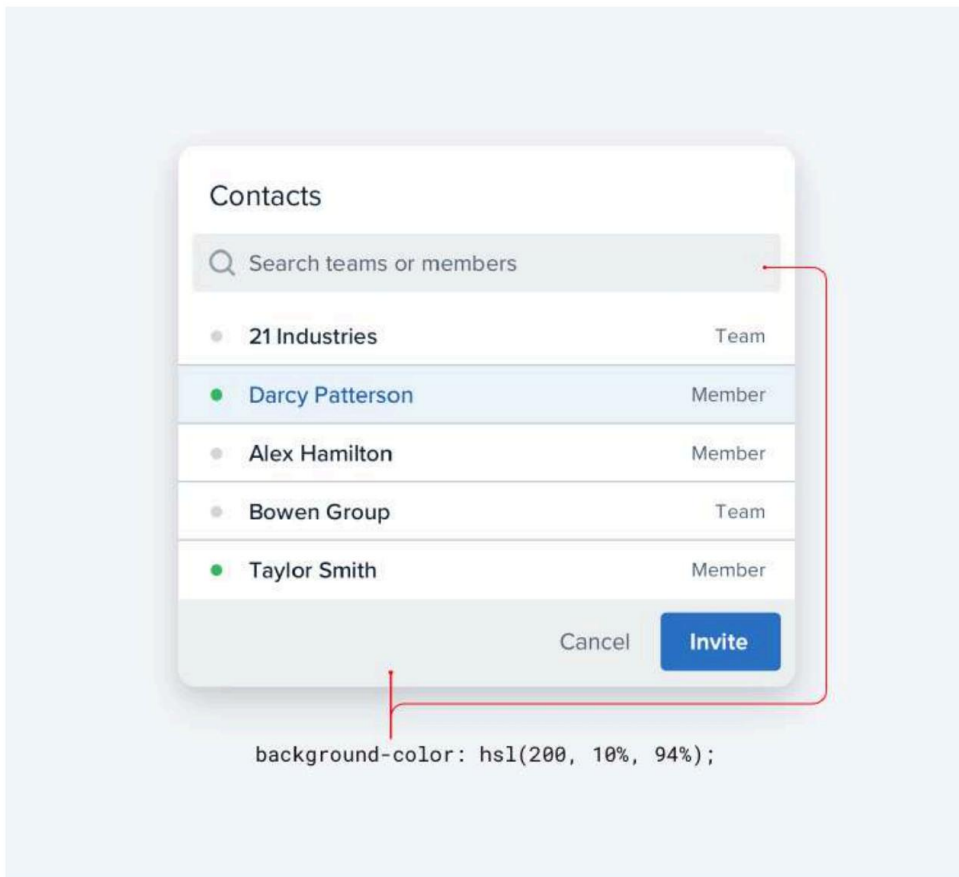 Contacts
Search teams or members
21 Industries Team
Darcy Patterson Member
Alex Hamilton Member
Bowen Group Team
Taylor Smith Member
Cancel Invite
background-color: hsl(200, 10%, 94%);